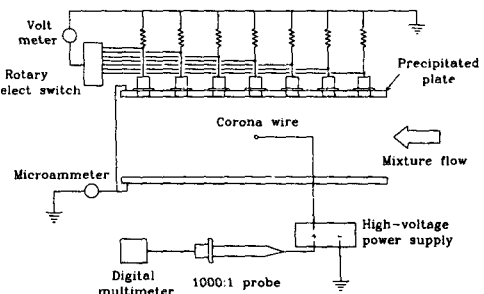 Volt
meter
Rotary
elect switch
Precipitated
plate
Corona wire
Mixture flow
Microammeter
High-voltage
power supply
+ -
Digital
multimeter
1000:1 probe